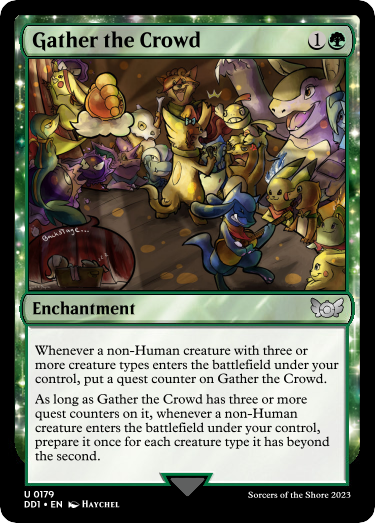 Gather the Crowd 1
Backstage...
Enchantment
Whenever a non-Human creature with three or
more creature types enters the battlefield under your
control, put a quest counter on Gather the Crowd.
As long as Gather the Crowd has three or more
quest counters on it, whenever a non-Human
creature enters the battlefield under your control,
prepare it once for each creature type it has beyond
the second.
U 0179
DD1 • EN HAYCHEL
Sorcers of the Shore 2023